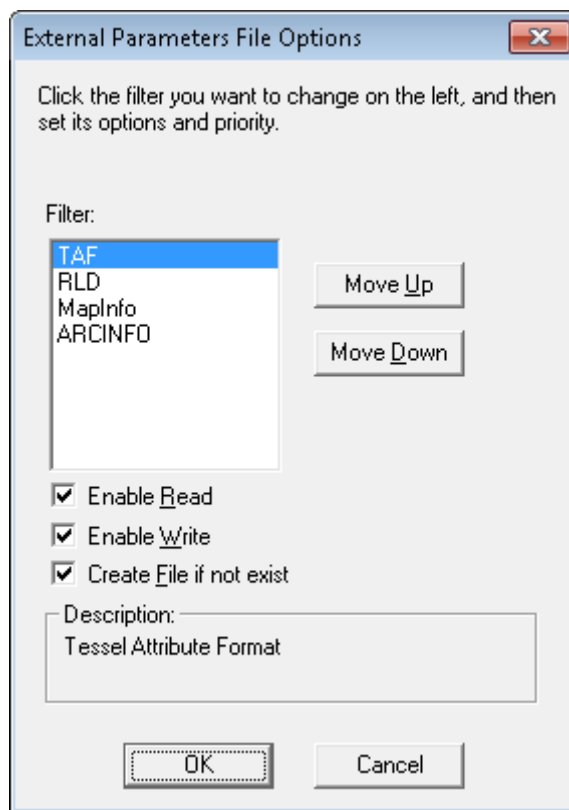 External Parameters File Options
Click the filter you want to change on the left, and then
set its options and priority.
Filter:
TAF
RLD
MapInfo
ARCINFO
Move Up
Move Down
Enable Read
Enable Write
Create File if not exist
Description:
Tessel Attribute Format
OK
Cancel